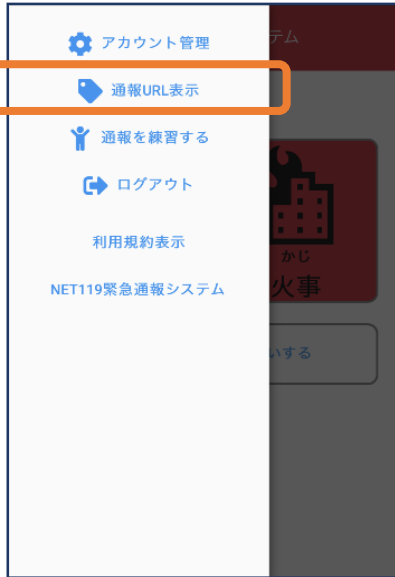 アカウント管理
テム
通報URL表示
通報を練習する
ログアウト
利用規約表示
NET119緊急通報システム
かじ
火事
いする